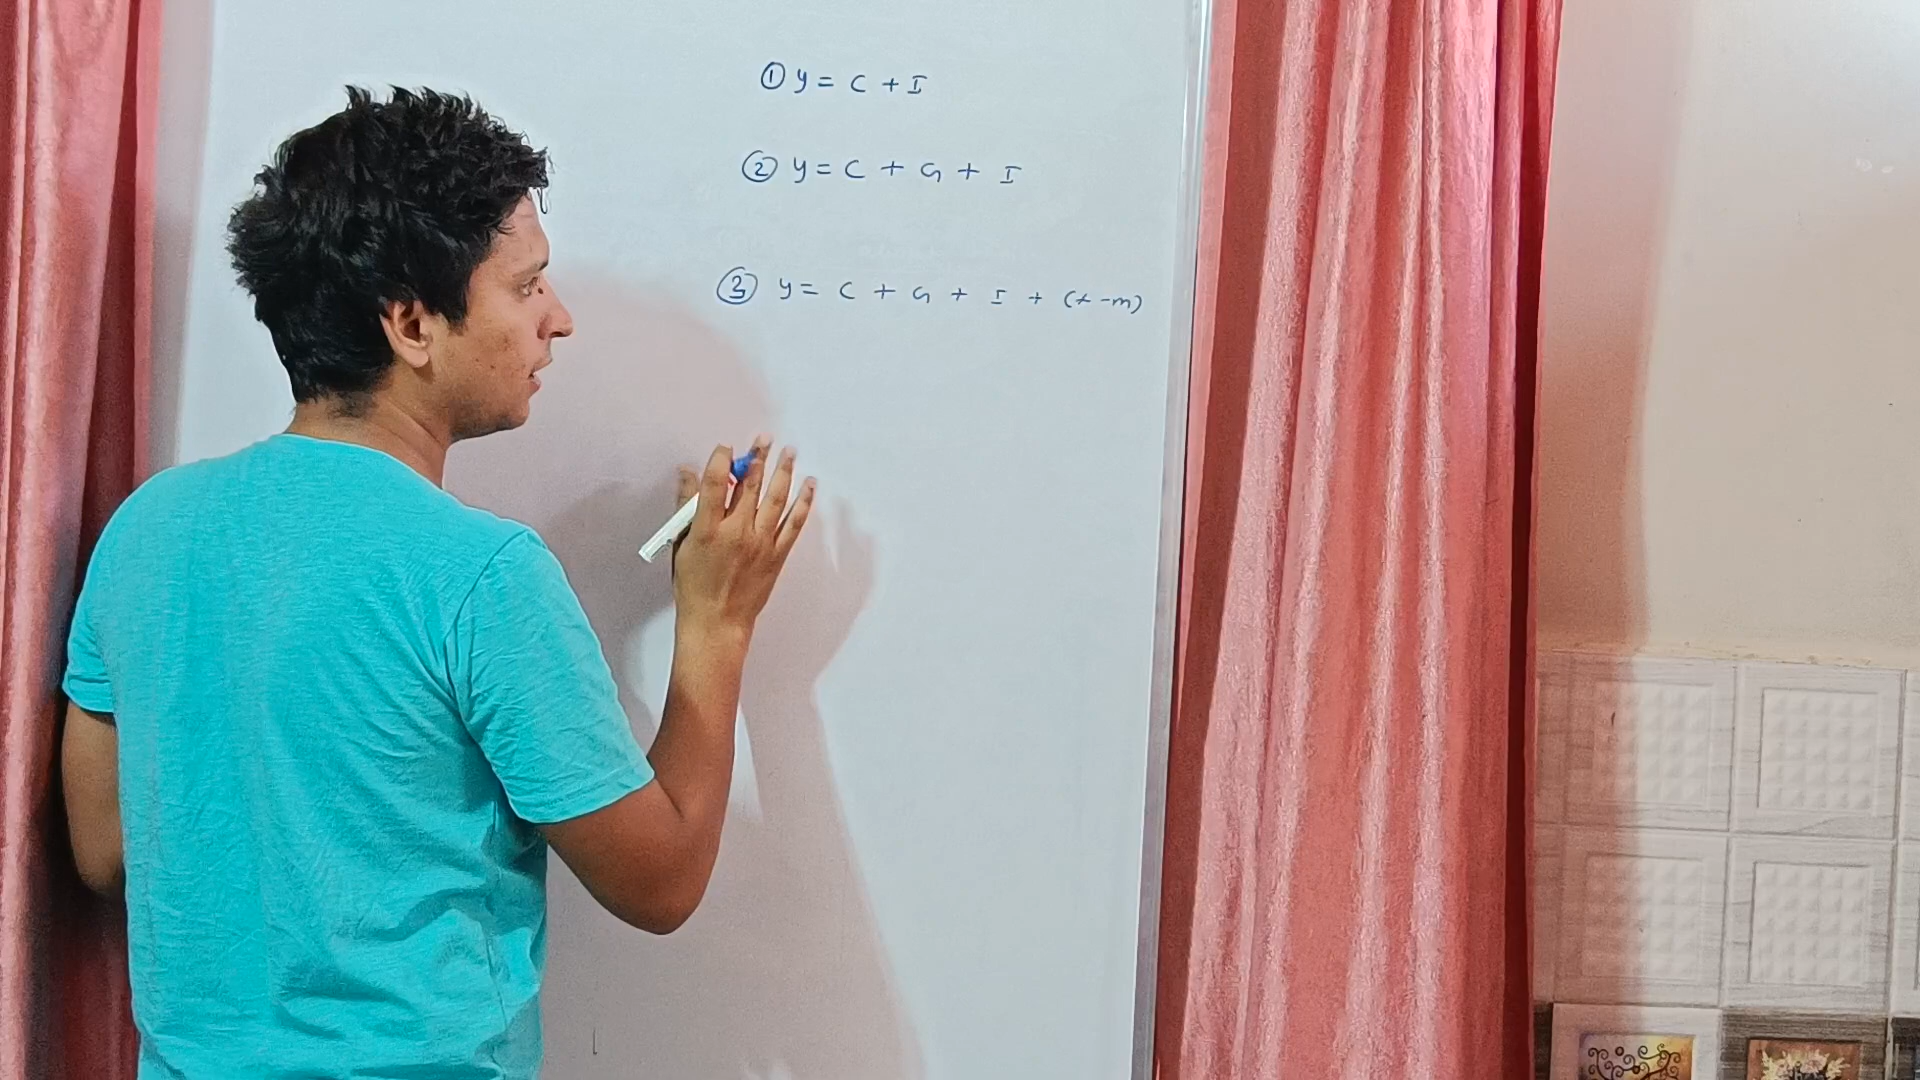 ① y = C + I
② y = C + G + I
③ y = C + G + I + (x - m)